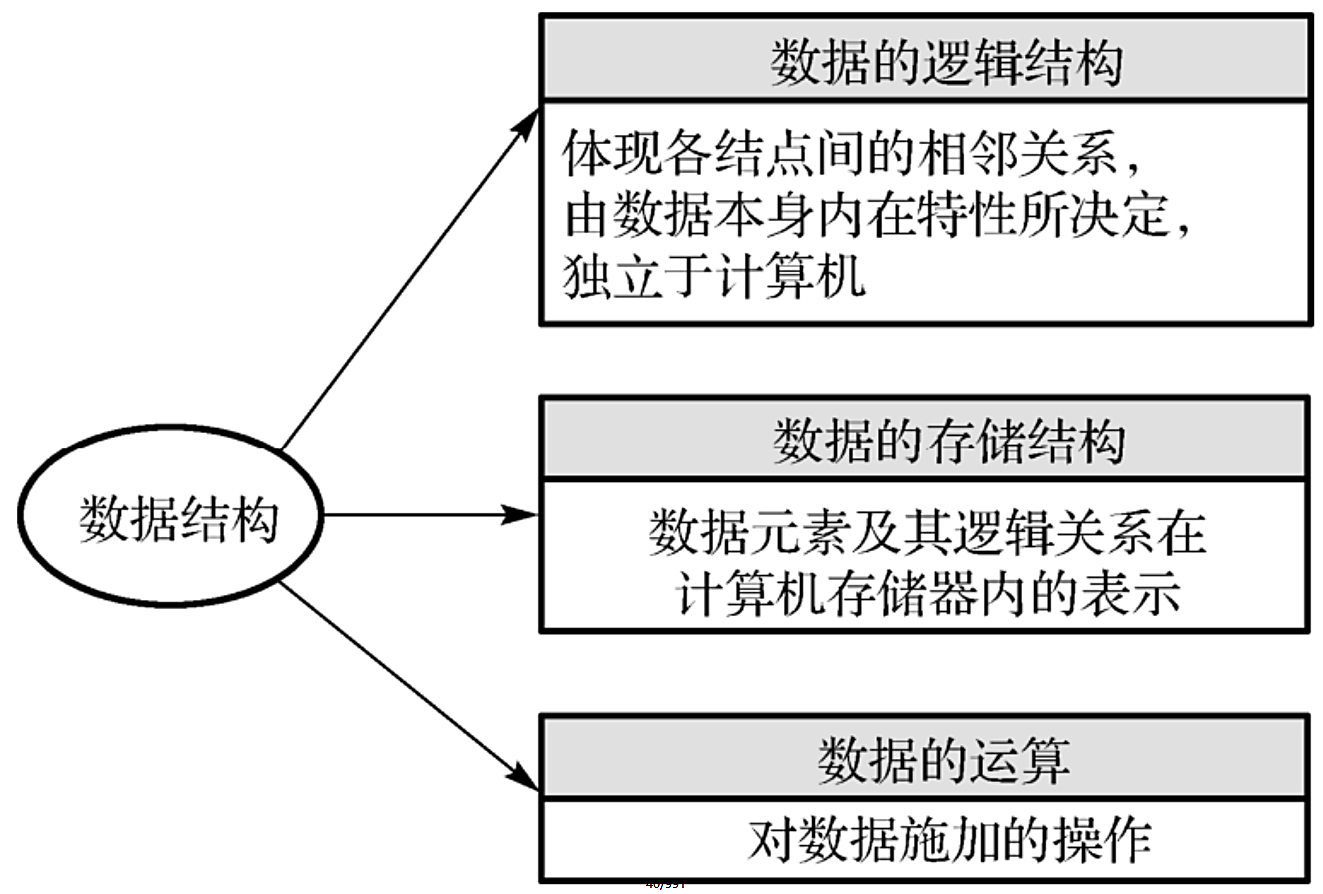 数据的逻辑结构
体现各结点间的相邻关系，
由数据本身内在特性所决定，
独立于计算机
数据结构
数据的存储结构
数据元素及其逻辑关系在
计算机存储器内的表示
数据的运算
对数据施加的操作